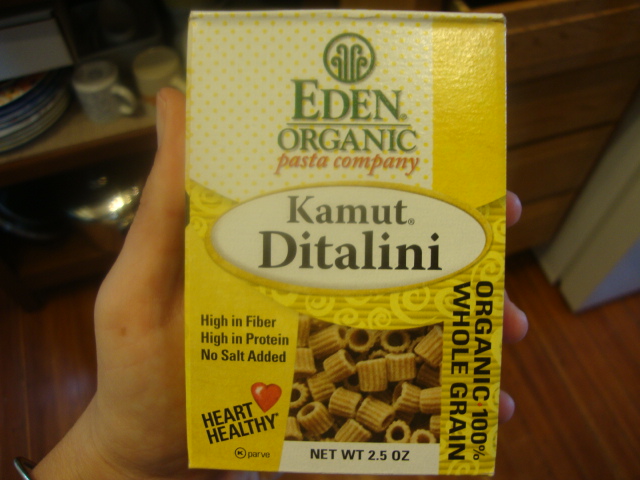 EDEN®
ORGANIC
pasta company
Kamut®
Ditalini
High in Fiber
High in Protein
No Salt Added
HEART
HEALTHY
K parve
NET WT 2.5 OZ
ORGANIC 100%
WHOLE GRAIN